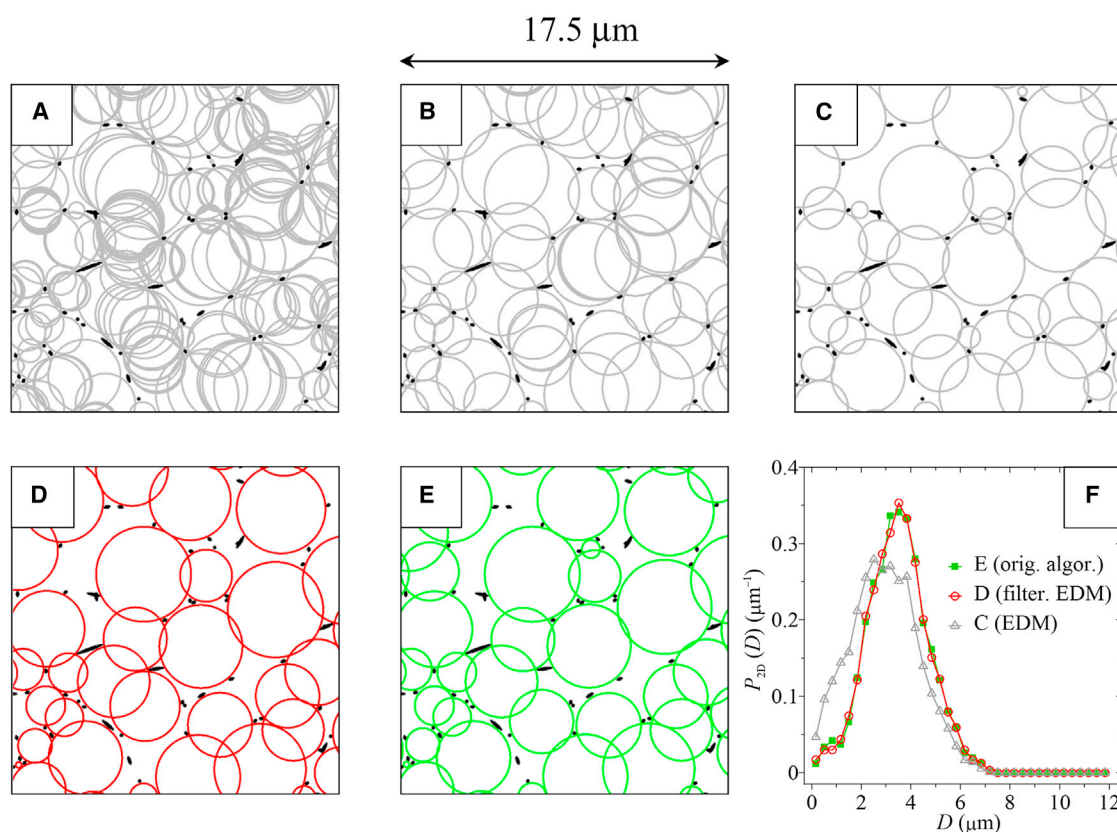 17.5 μm
A
B
C
D
E
F
0.4
0.3
0.2
0.1
0
P2D (D) (μm⁻¹)
E (orig. algor.)
D (filter. EDM)
C (EDM)
0 2 4 6 8 10 12
D (μm)